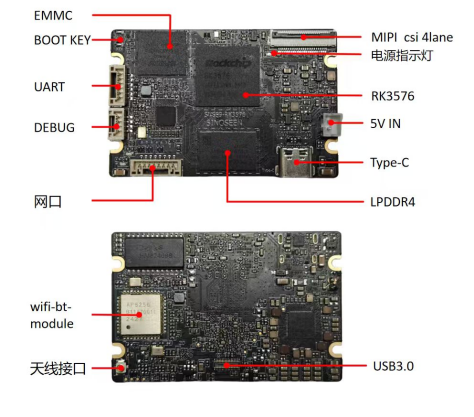 EMMC
BOOT KEY
UART
DEBUG
网口
MIPI csi 4lane
电源指示灯
RK3576
5V IN
Type-C
LPDDR4
Rockchip
wifi-bt-
module
天线接口
USB3.0